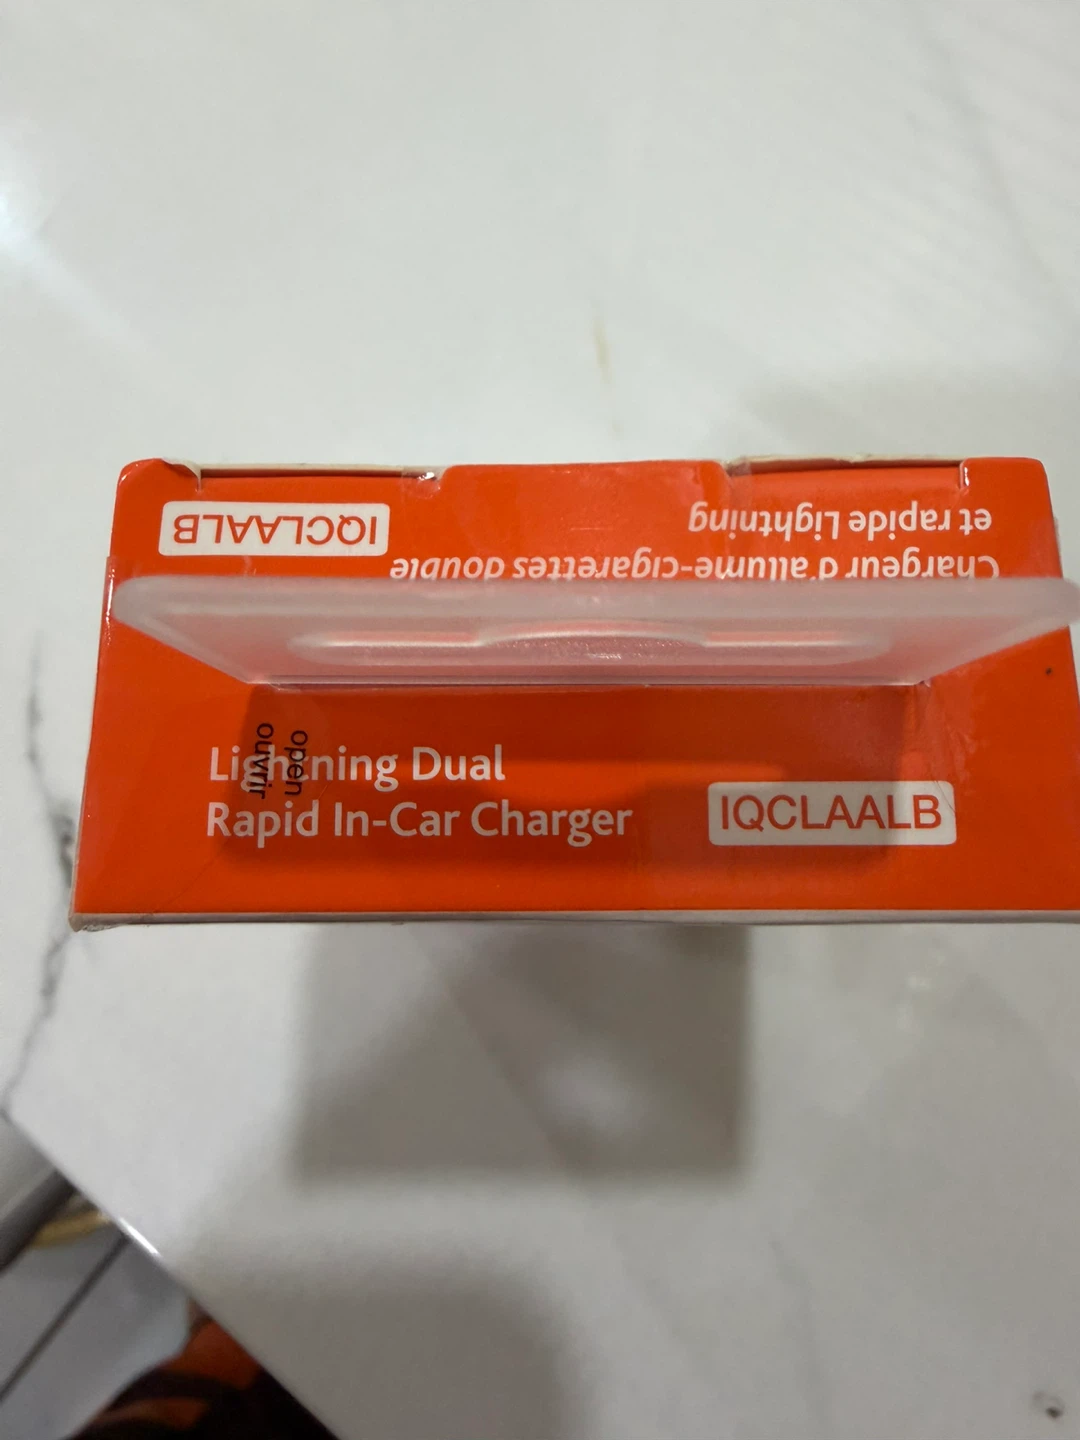 IQCLAALB
Chargeur d'allume-cigarettes double
et rapide Lightning
open
ouvrir
Lightning Dual
Rapid In-Car Charger
IQCLAALB